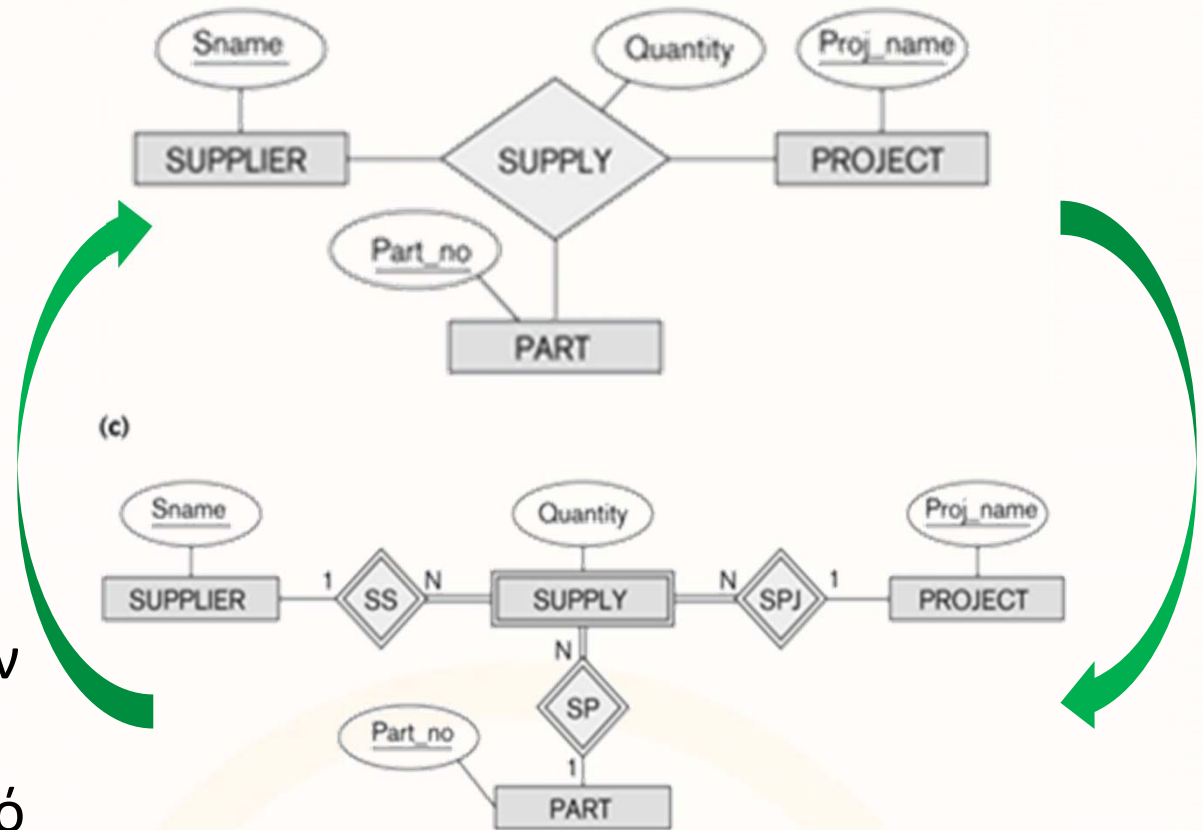 Sname
Quantity
Proj_name
SUPPLIER
SUPPLY
PROJECT
Part_no
PART
(c)
Sname
Quantity
Proj_name
SUPPLIER
1
SS
N
SUPPLY
N
SPJ
1
PROJECT
N
SP
Part_no
1
PART
ν
ό